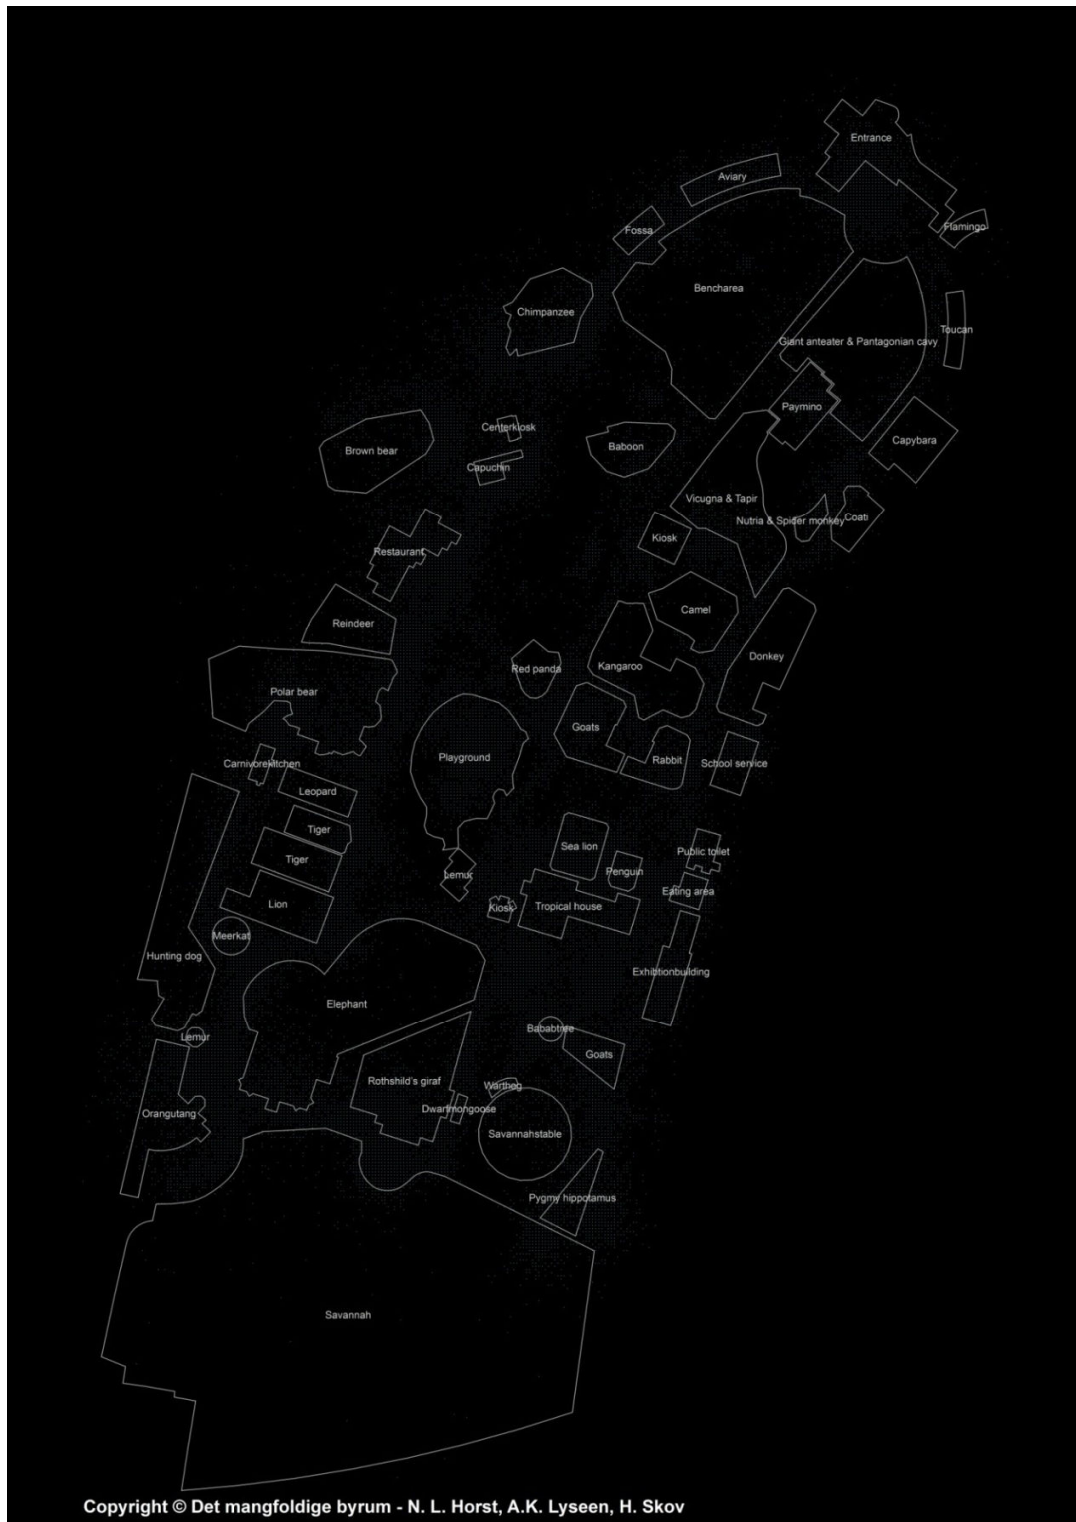 Entrance
Aviary
Flamingo
Fossa
Bencharea
Chimpanzee
Toucan
Giant anteater & Pantagonian cavy
Paymino
Centerkiosk
Capybara
Baboon
Brown bear
Capuchin
Vicugna & Tapir
Nutria & Spider monkey
Coati
Kiosk
Restaurant
Camel
Reindeer
Donkey
Kangaroo
Red panda
Polar bear
Goats
Playground
Rabbit
School service
Carnivorekitchen
Leopard
Tiger
Sea lion
Public toilet
Tiger
Penguin
Lemur
Eating area
Lion
Kiosk
Tropical house
Meerkat
Hunting dog
Exhibtionbuilding
Elephant
Bababtree
Lemur
Goats
Rothshild's giraf
Warthog
Dwarfmongoose
Orangutang
Savannahstable
Pygmy hippotamus
Savannah
Copyright © Det mangfoldige byrum - N. L. Horst, A.K. Lyseen, H. Skov